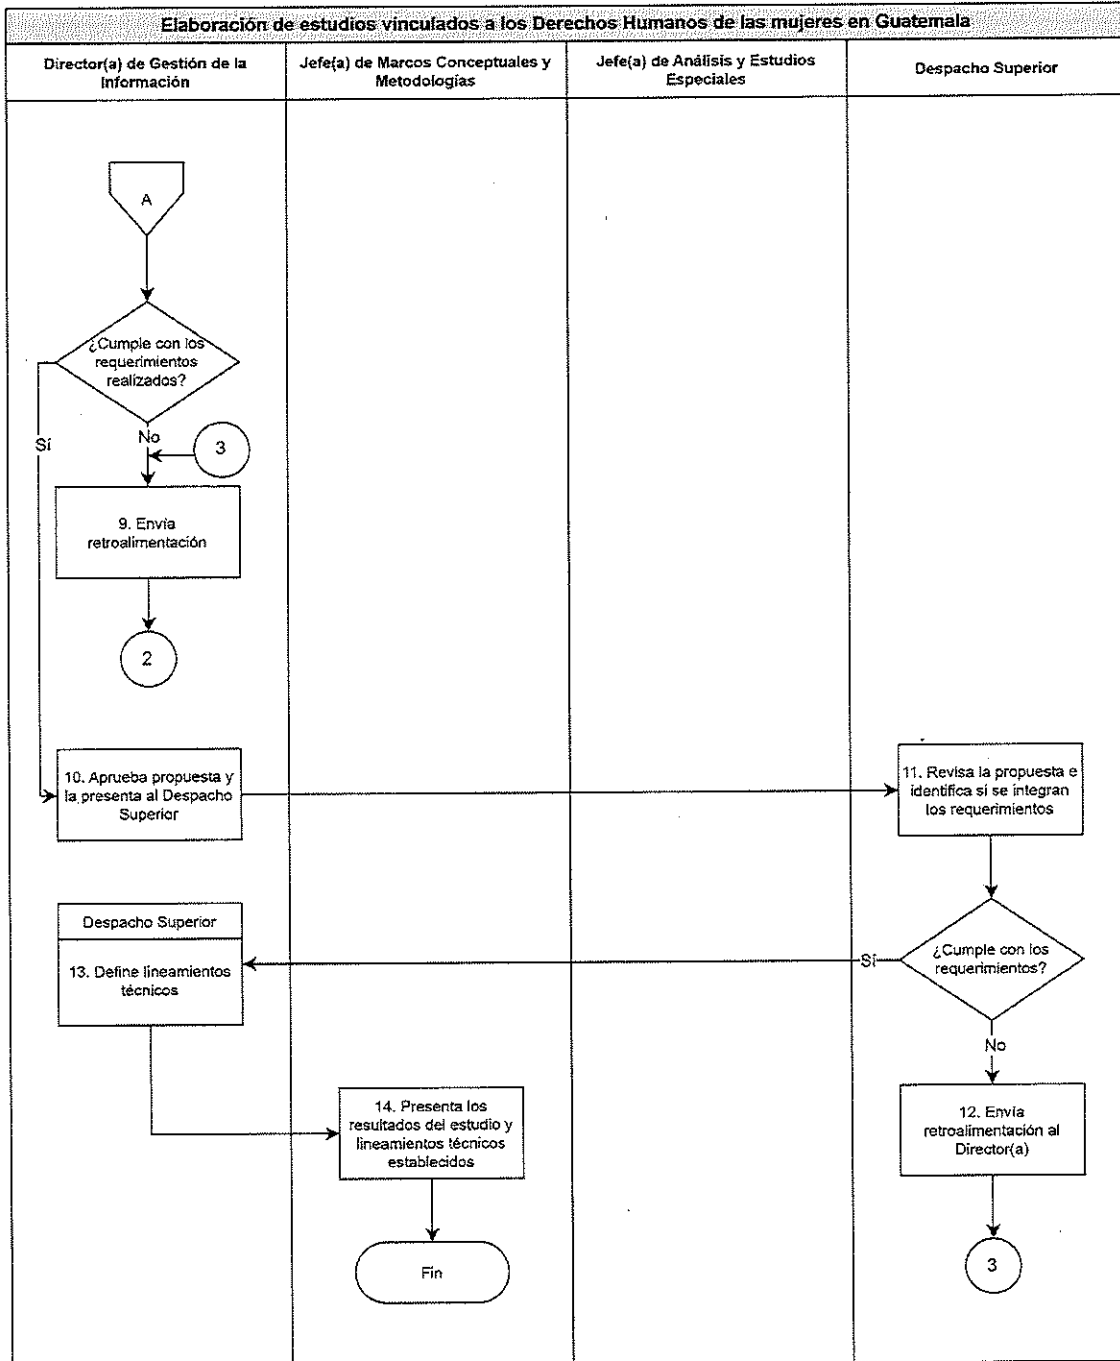 Elaboración de estudios vinculados a los Derechos Humanos de las mujeres en Guatemala
Director(a) de Gestión de la
Información
Jefe(a) de Marcos Conceptuales y
Metodologías
Jefe(a) de Análisis y Estudios
Especiales
Despacho Superior
A
¿Cumple con los
requerimientos
realizados?
Sí
No
3
9. Envía
retroalimentación
2
10. Aprueba propuesta y
la presenta al Despacho
Superior
11. Revisa la propuesta e
identifica si se integran
los requerimientos
¿Cumple con los
requerimientos?
Sí
No
Despacho Superior
13. Define lineamientos
técnicos
12. Envía
retroalimentación al
Director(a)
14. Presenta los
resultados del estudio y
lineamientos técnicos
establecidos
3
Fin